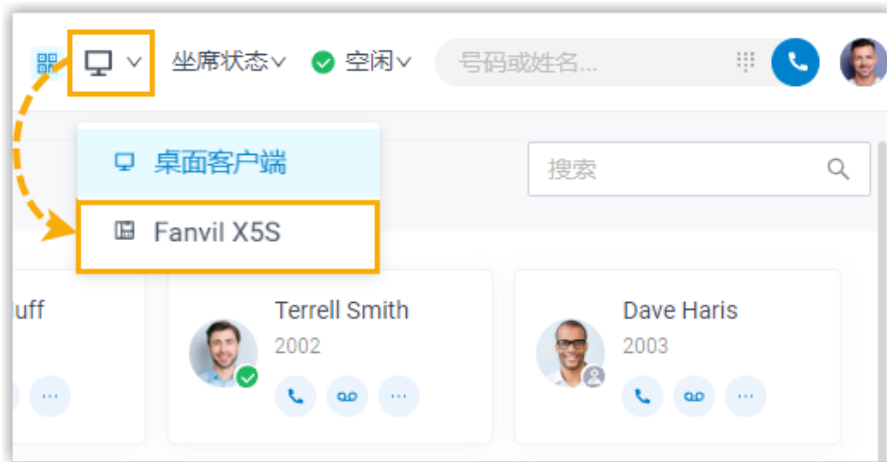 坐席状态 空闲 号码或姓名...
桌面客户端
搜索
Fanvil X5S
uff
Terrell Smith
2002
Dave Haris
2003